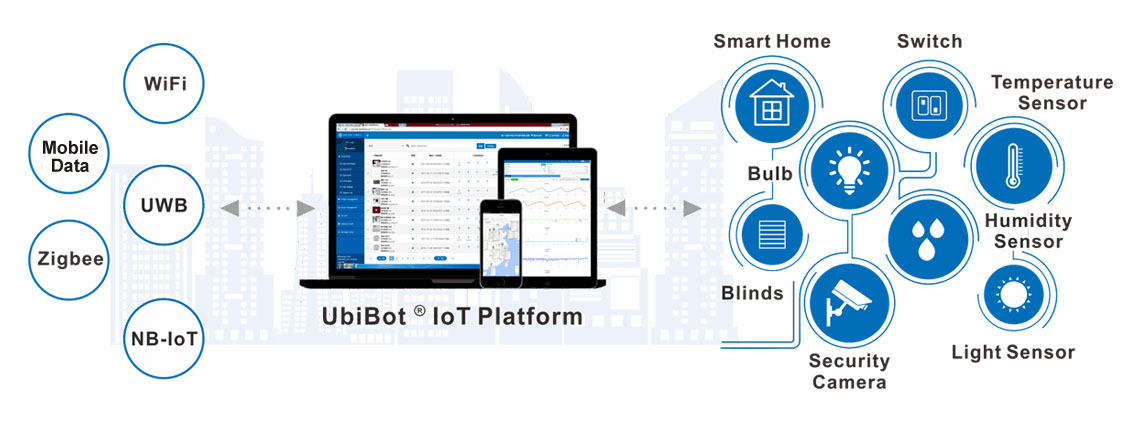 WiFi
Mobile
Data
UWB
Zigbee
NB-IoT
UbiBot ® IoT Platform
Smart Home
Switch
Temperature
Sensor
Bulb
Humidity
Sensor
Blinds
Security
Camera
Light Sensor